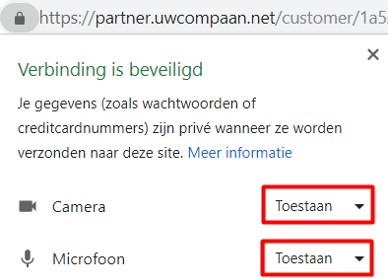 https://partner.uwcompaan.net/customer/1a5
Verbinding is beveiligd
Je gegevens (zoals wachtwoorden of
creditcardnummers) zijn privé wanneer ze worden
verzonden naar deze site. Meer informatie
Camera Toestaan
Microfoon Toestaan